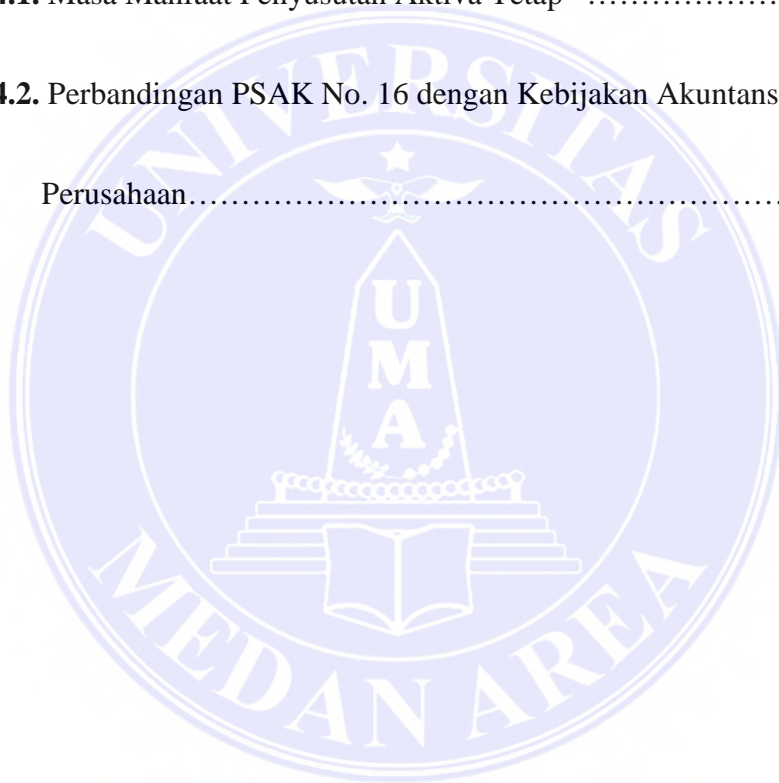 Masa Manfaat Penyusutan Aktiva Tetap ……………………
4.2. Perbandingan PSAK No. 16 dengan Kebijakan Akuntans
Perusahaan……………………………………………………
UNIVERSITAS
UMA
MEDAN AREA